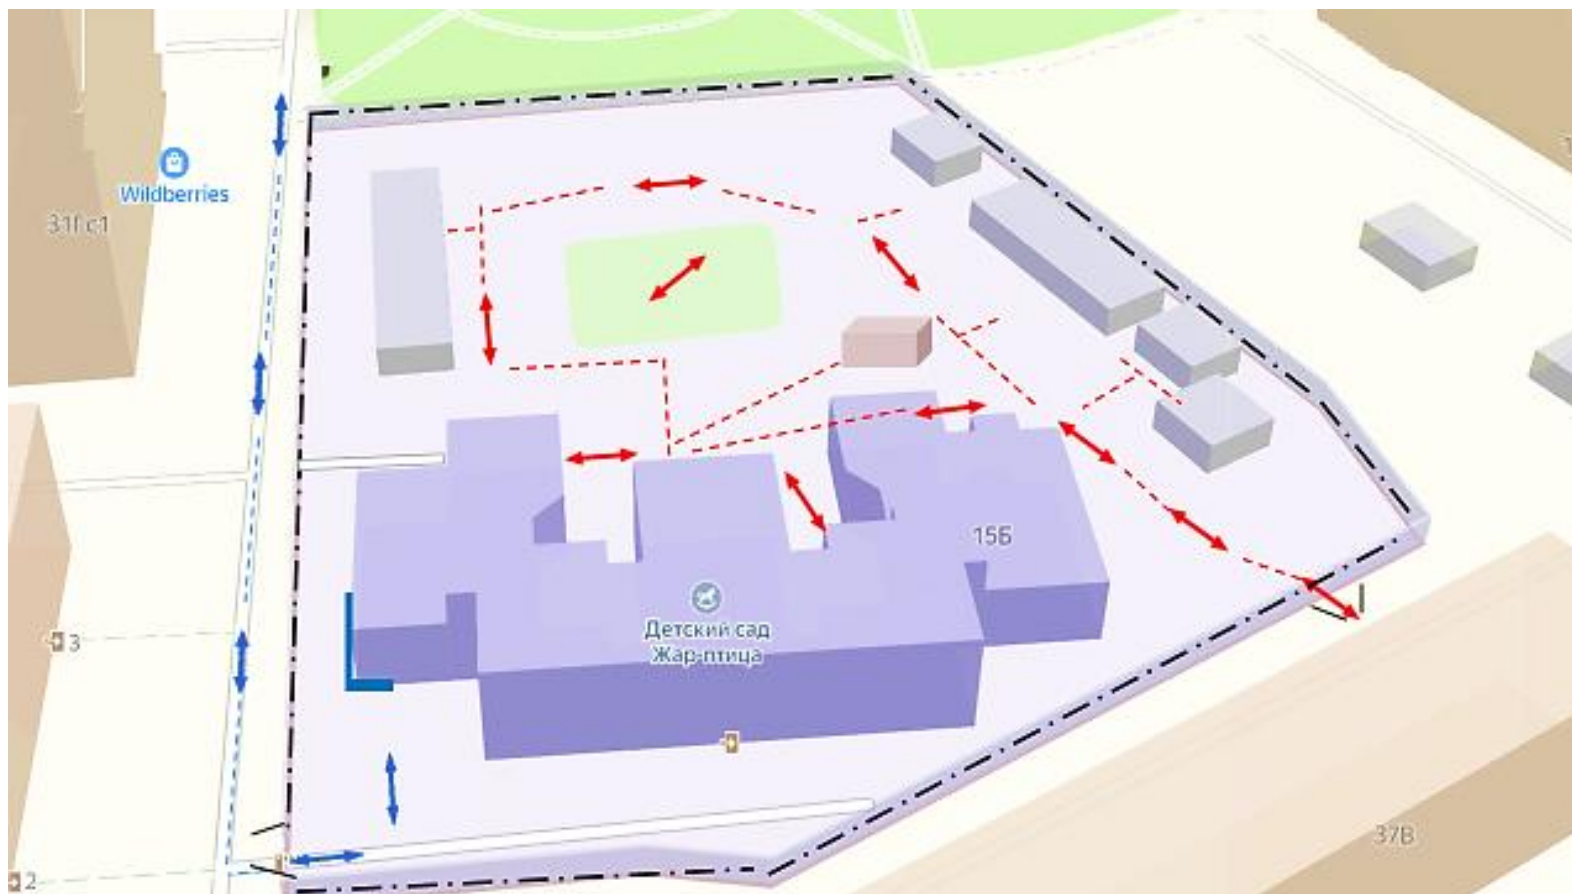 Wildberries
31Г с1
15Б
Детский сад
Жар-птица
3
37В
2